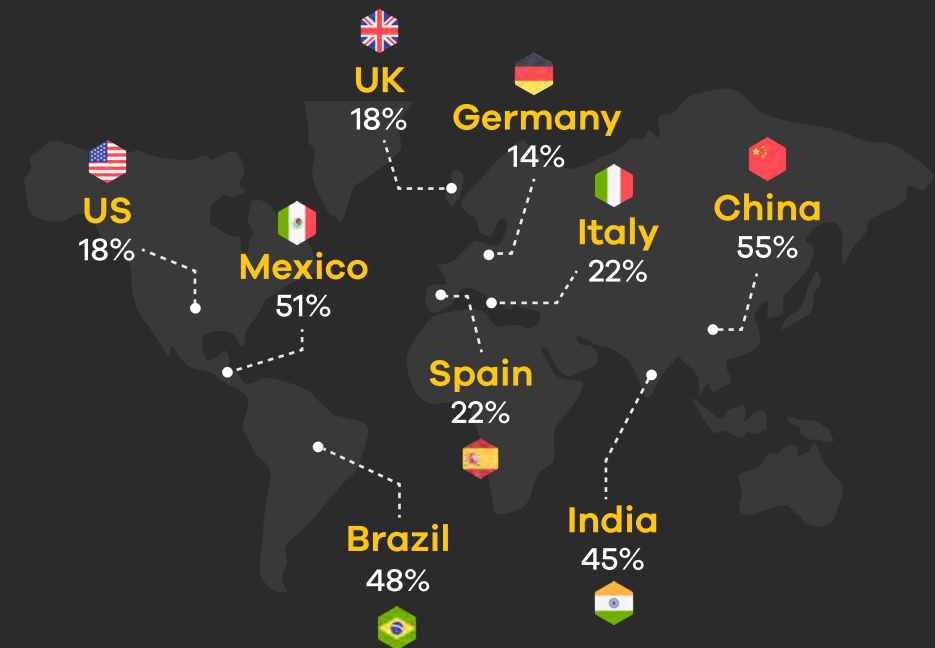 UK
18%
Germany
14%
US
18%
Mexico
51%
Italy
22%
China
55%
Spain
22%
Brazil
48%
India
45%